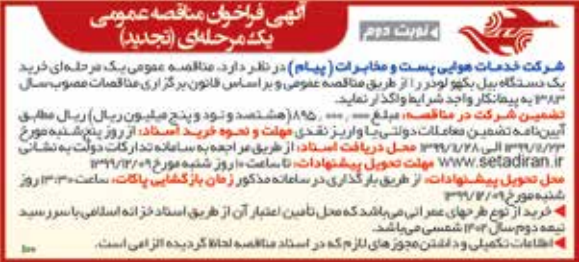 آگهی فراخوان مناقصه عمومی
یک مرحله‌ای (تجدید)
نوبت دوم
شرکت خدمات هوایی پست و مخابرات (پیام) در نظر دارد، مناقصه عمومی یک مرحله‌ای خرید
یک دستگاه بیل بکهو لودر را از طریق مناقصه عمومی و بر اساس قانون برگزاری مناقصات مصوب سال
۱۳۸۳ به پیمانکار واجد شرایط واگذار نماید.
تضمین شرکت در مناقصه: مبلغ ۸۹۵,۰۰۰,۰۰۰ (هشتصد و نود و پنج میلیون ریال) ریال مطابق
آیین‌نامه تضمین معاملات دولتی یا واریز نقدی مهلت و نحوه خرید اسناد: از روز پنجشنبه مورخ
۱۳۹۹/۱۱/۲۳ الی ۱۳۹۹/۱۱/۲۸ محل دریافت اسناد: از طریق مراجعه به سامانه تدارکات دولت به نشانی
www.setadiran.ir مهلت تحویل پیشنهادات: تا ساعت ۱۰ روز شنبه مورخ ۱۳۹۹/۱۲/۰۹
محل تحویل پیشنهادات: از طریق بارگذاری در سامانه مذکور زمان بازگشایی پاکات: ساعت ۱۳:۳۰ روز
شنبه مورخ ۱۳۹۹/۱۲/۰۹
خرید از نوع طرحهای عمرانی می‌باشد که محل تأمین اعتبار آن از طریق اسناد خزانه اسلامی با سررسید
نیمه دوم سال ۱۴۰۲ شمسی می‌باشد.
اطلاعات تکمیلی و داشتن مجوزهای لازم که در اسناد مناقصه لحاظ گردیده الزامی است.